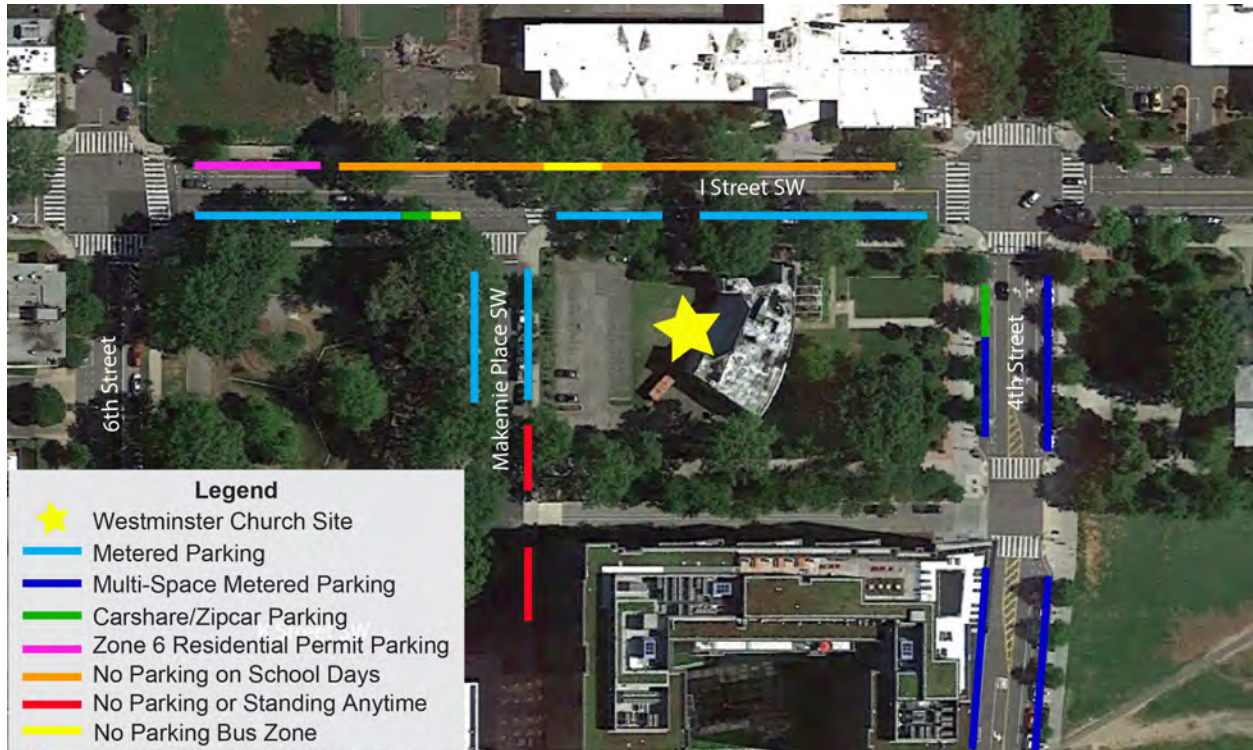 I Street SW
6th Street
Makemie Place SW
4th Street
Legend
Westminster Church Site
Metered Parking
Multi-Space Metered Parking
Carshare/Zipcar Parking
K Street SW
Zone 6 Residential Permit Parking
No Parking on School Days
No Parking or Standing Anytime
No Parking Bus Zone